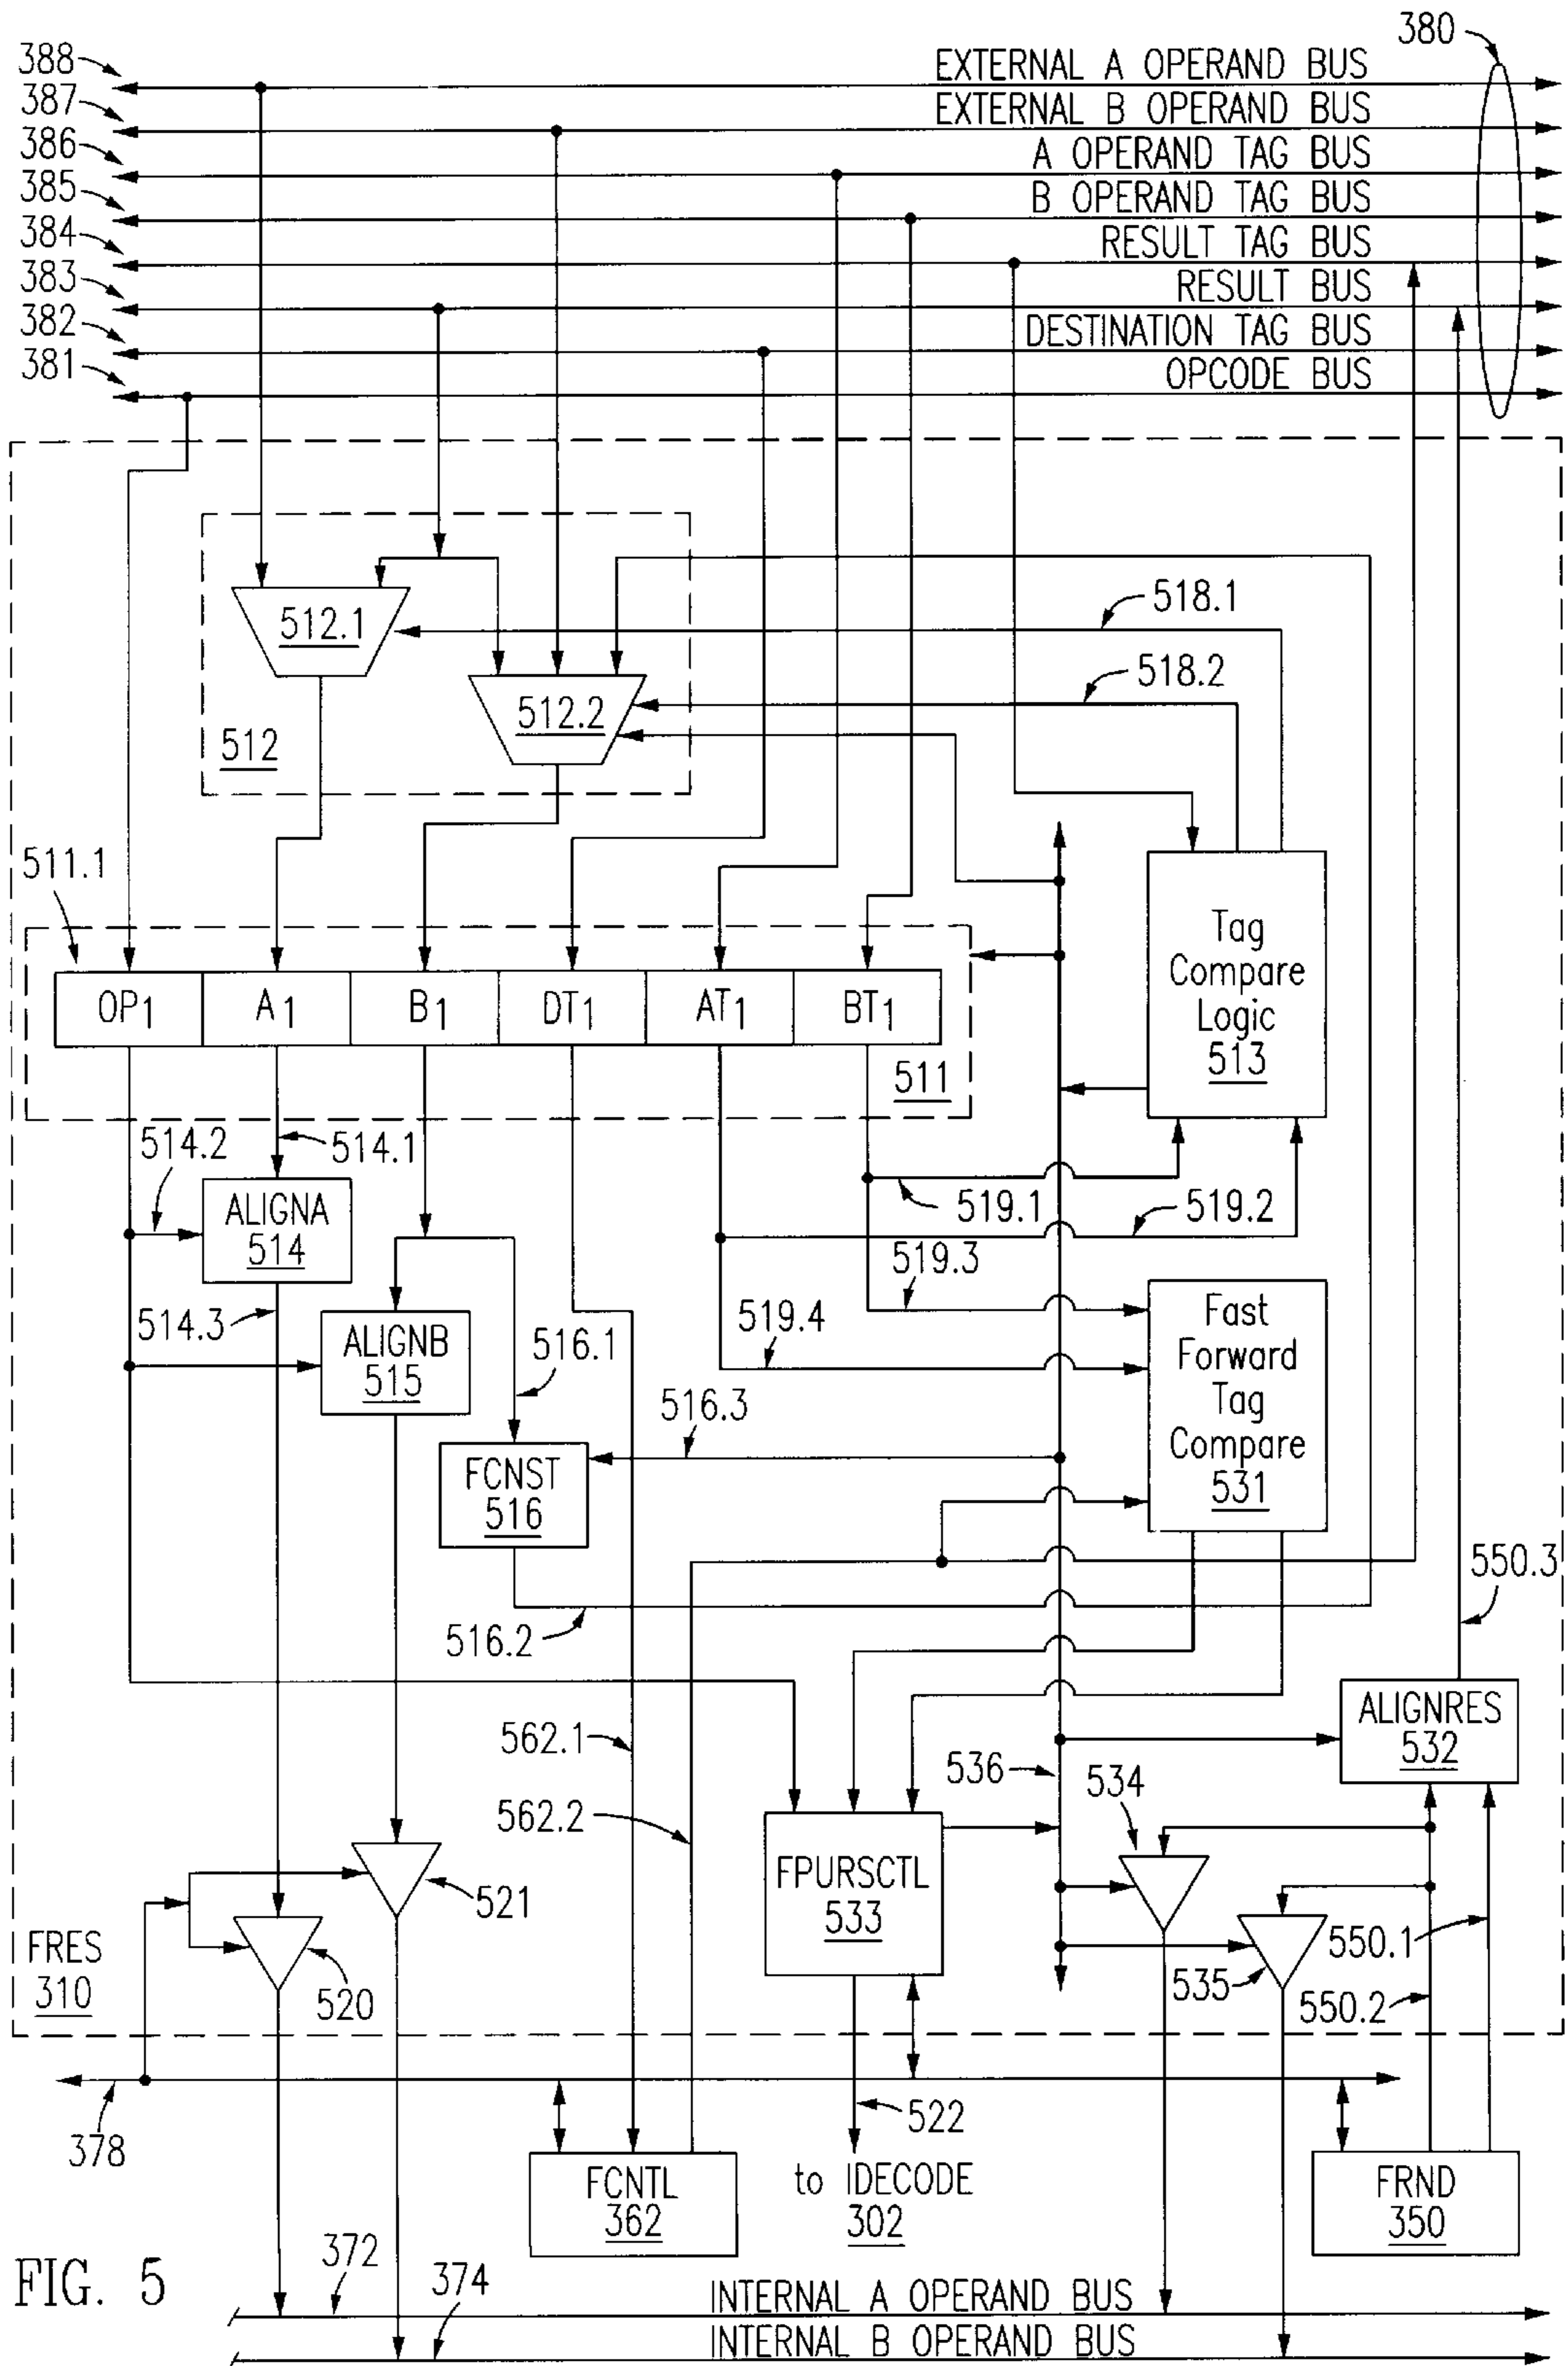 380
388
EXTERNAL A OPERAND BUS
387
EXTERNAL B OPERAND BUS
386
A OPERAND TAG BUS
385
B OPERAND TAG BUS
384
RESULT TAG BUS
383
RESULT BUS
382
DESTINATION TAG BUS
381
OPCODE BUS
518.1
512.1
518.2
512.2
512
511.1
Tag
Compare
Logic
513
OP1
A1
B1
DT1
AT1
BT1
511
514.2
514.1
519.1
519.2
ALIGNA
514
519.3
514.3
519.4
ALIGNB
515
516.1
Fast
Forward
Tag
Compare
531
516.3
FCNST
516
550.3
516.2
562.1
ALIGNRES
532
536
534
562.2
FPURSCTL
533
521
550.1
FRES
310
520
535
550.2
378
522
FCNTL
362
to IDECODE
302
FRND
350
FIG. 5
372
374
INTERNAL A OPERAND BUS
INTERNAL B OPERAND BUS